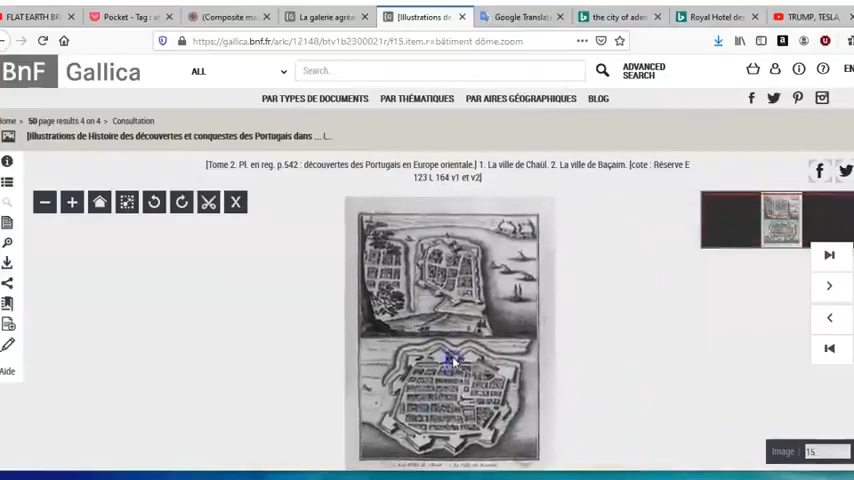 FLAT EARTH BR
Pocket - Tag : at
(Composite ma
La galerie agréa
[Illustrations de
Google Translat
the city of aden
Royal Hotel des
TRUMP, TESLA
https://gallica.bnf.fr/ark:/12148/btv1b2300021r/f15.item.r=bâtiment dôme.zoom
BnF Gallica
ALL
Search...
ADVANCED
SEARCH
EN
PAR TYPES DE DOCUMENTS PAR THÉMATIQUES PAR AIRES GÉOGRAPHIQUES BLOG
Home > 50 page results 4 on 4 > Consultation
[Illustrations de Histoire des découvertes et conquestes des Portugais dans ... L...
[Tome 2. Pl. en reg. p.542 : découvertes des Portugais en Europe orientale.] 1. La ville de Chaül. 2. La ville de Baçaim. [cote : Réserve E
123 L 164 v1 et v2]
Aide
Image 15